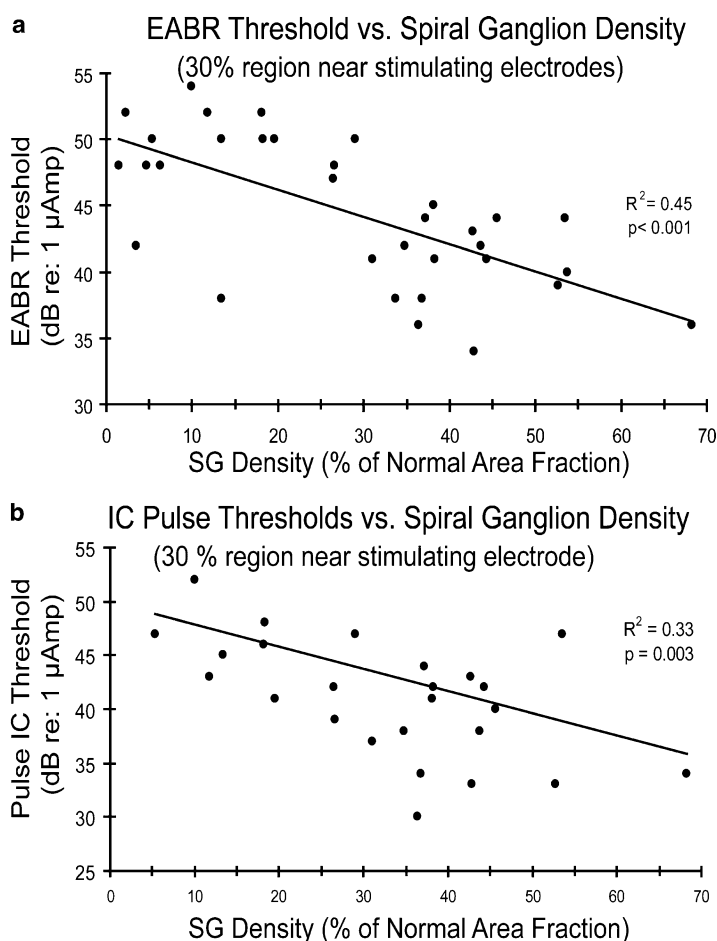 a
EABR Threshold vs. Spiral Ganglion Density
(30% region near stimulating electrodes)
55
50
45
40
35
30
EABR Threshold
(dB re: 1 µAmp)
R2= 0.45
p< 0.001
0 10 20 30 40 50 60 70
SG Density (% of Normal Area Fraction)
b
IC Pulse Thresholds vs. Spiral Ganglion Density
(30 % region near stimulating electrode)
55
50
45
40
35
30
25
Pulse IC Threshold
(dB re: 1 µAmp)
R2 = 0.33
p = 0.003
0 10 20 30 40 50 60 70
SG Density (% of Normal Area Fraction)